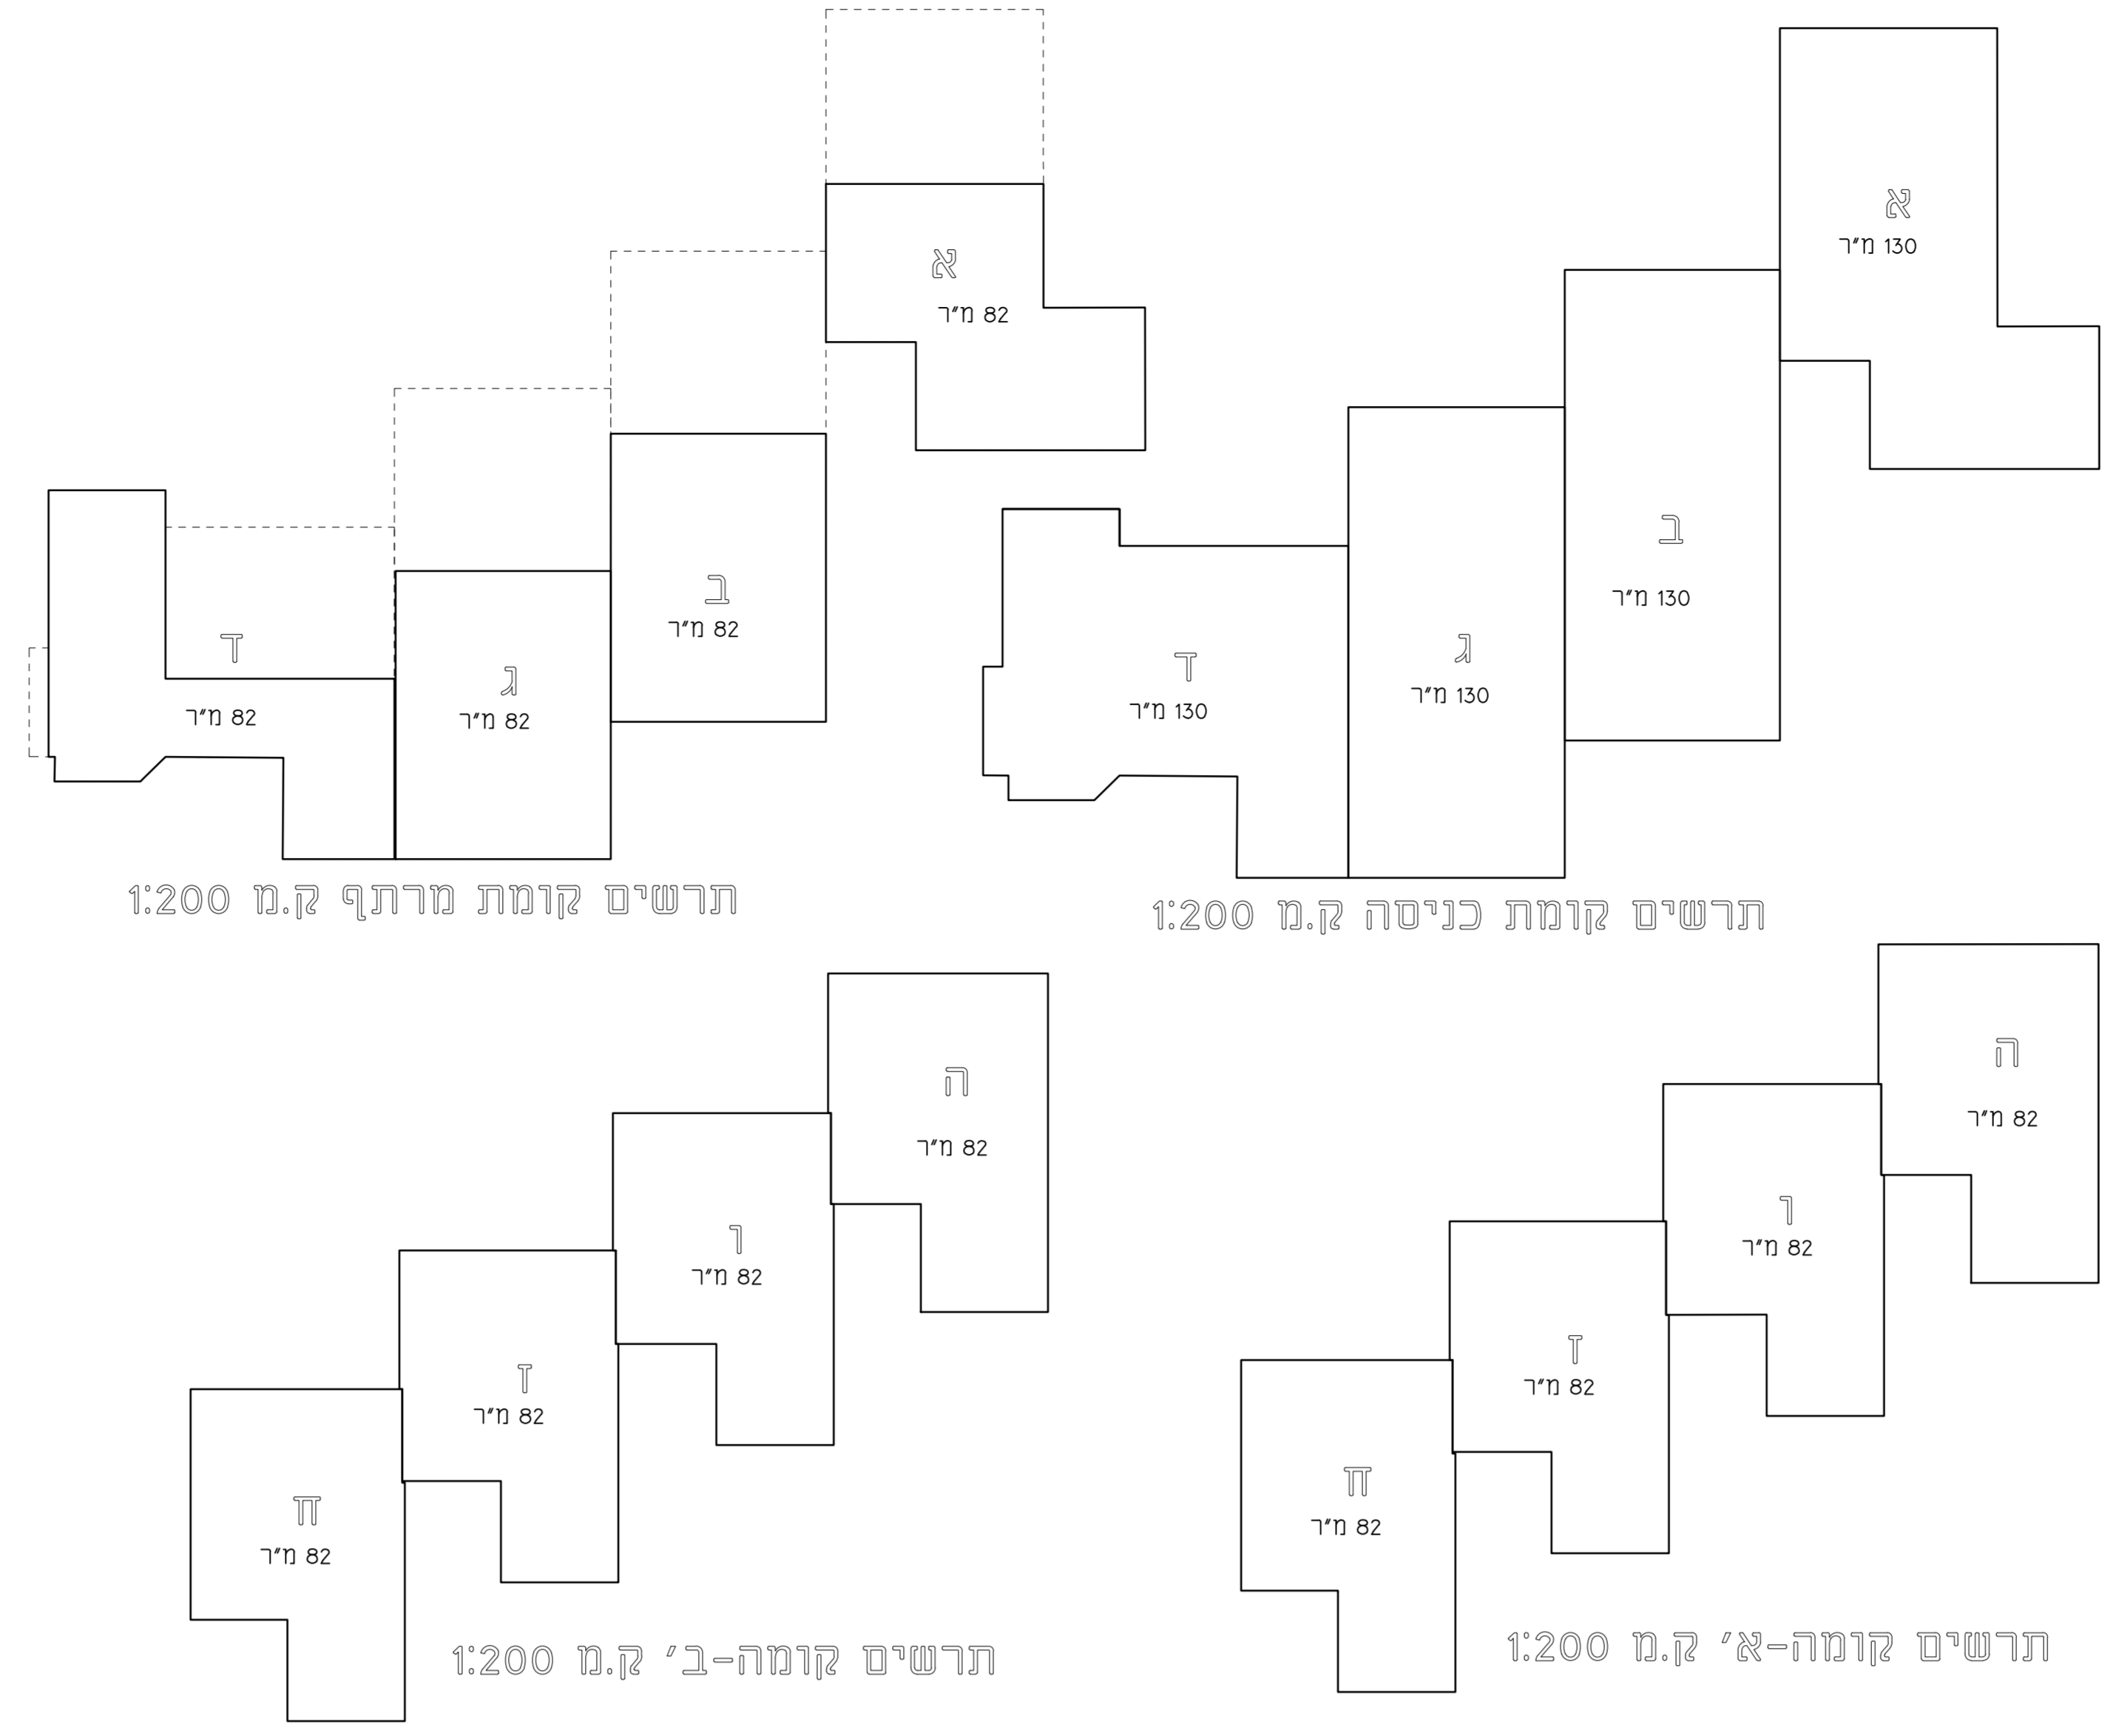 א
82 מ"ר
ב
82 מ"ר
ג
82 מ"ר
ד
82 מ"ר
תרשים קומת מרתף ק.מ 1:200
א
130 מ"ר
ב
130 מ"ר
ג
130 מ"ר
ד
130 מ"ר
תרשים קומת כניסה ק.מ 1:200
ה
82 מ"ר
ו
82 מ"ר
ז
82 מ"ר
ח
82 מ"ר
תרשים קומה-ב' ק.מ 1:200
ה
82 מ"ר
ו
82 מ"ר
ז
82 מ"ר
ח
82 מ"ר
תרשים קומה-א' ק.מ 1:200